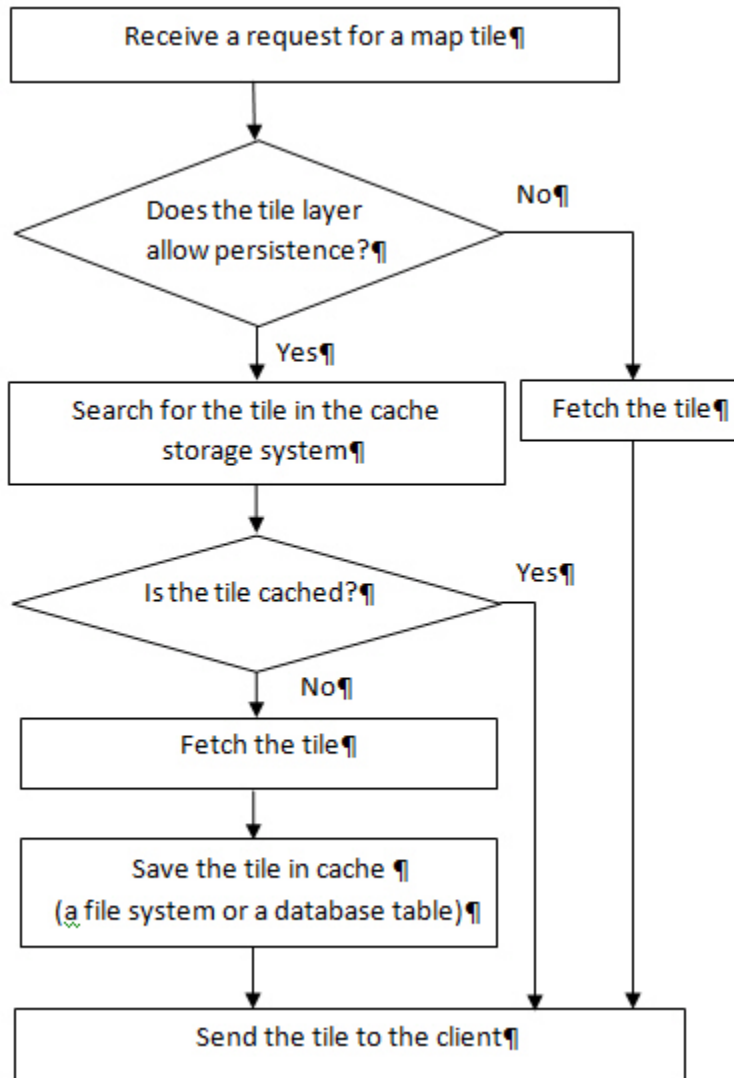 Receive a request for a map tile¶
Does the tile layer
allow persistence?¶
No¶
Yes¶
Search for the tile in the cache
storage system¶
Fetch the tile¶
Is the tile cached?¶
Yes¶
No¶
Fetch the tile¶
Save the tile in cache ¶
(a file system or a database table)¶
Send the tile to the client¶